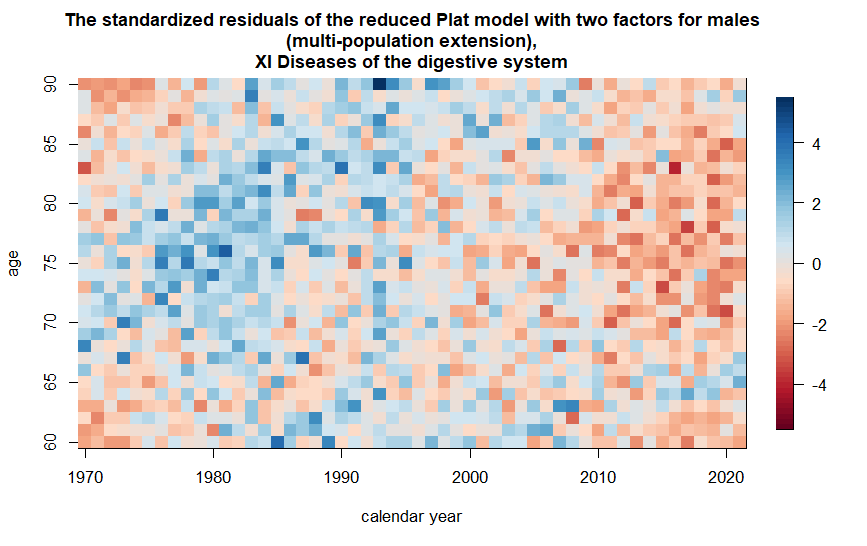 The standardized residuals of the reduced Plat model with two factors for males
(multi-population extension),
XI Diseases of the digestive system
age
90
85
80
75
70
65
60
4
2
0
-2
-4
1970 1980 1990 2000 2010 2020
calendar year